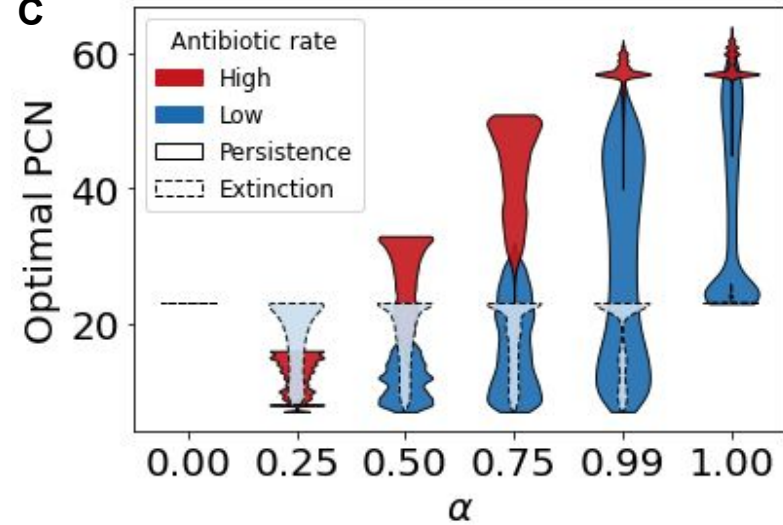 C
Antibiotic rate
High
Low
Persistence
Extinction
Optimal PCN
60
40
20
0.00 0.25 0.50 0.75 0.99 1.00
α